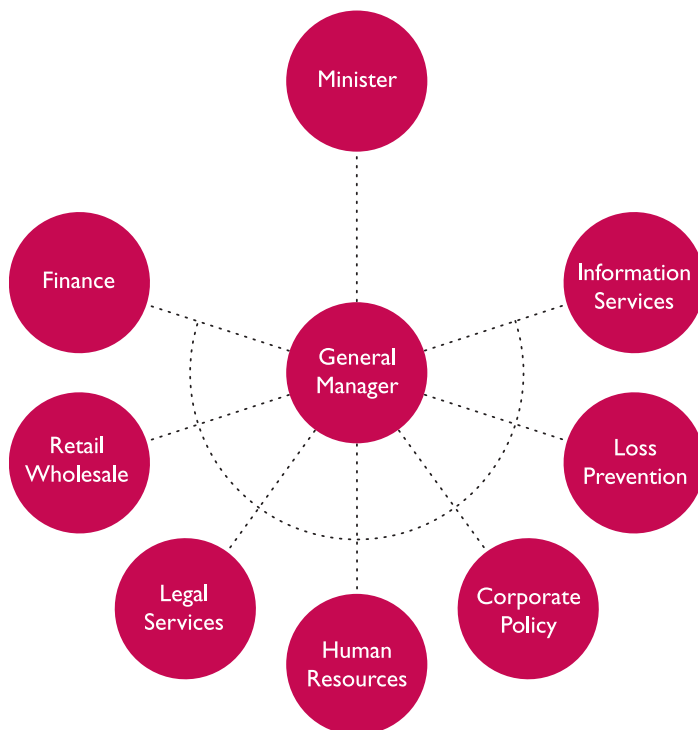 Minister
Finance
Information
Services
General
Manager
Retail
Wholesale
Loss
Prevention
Legal
Services
Human
Resources
Corporate
Policy